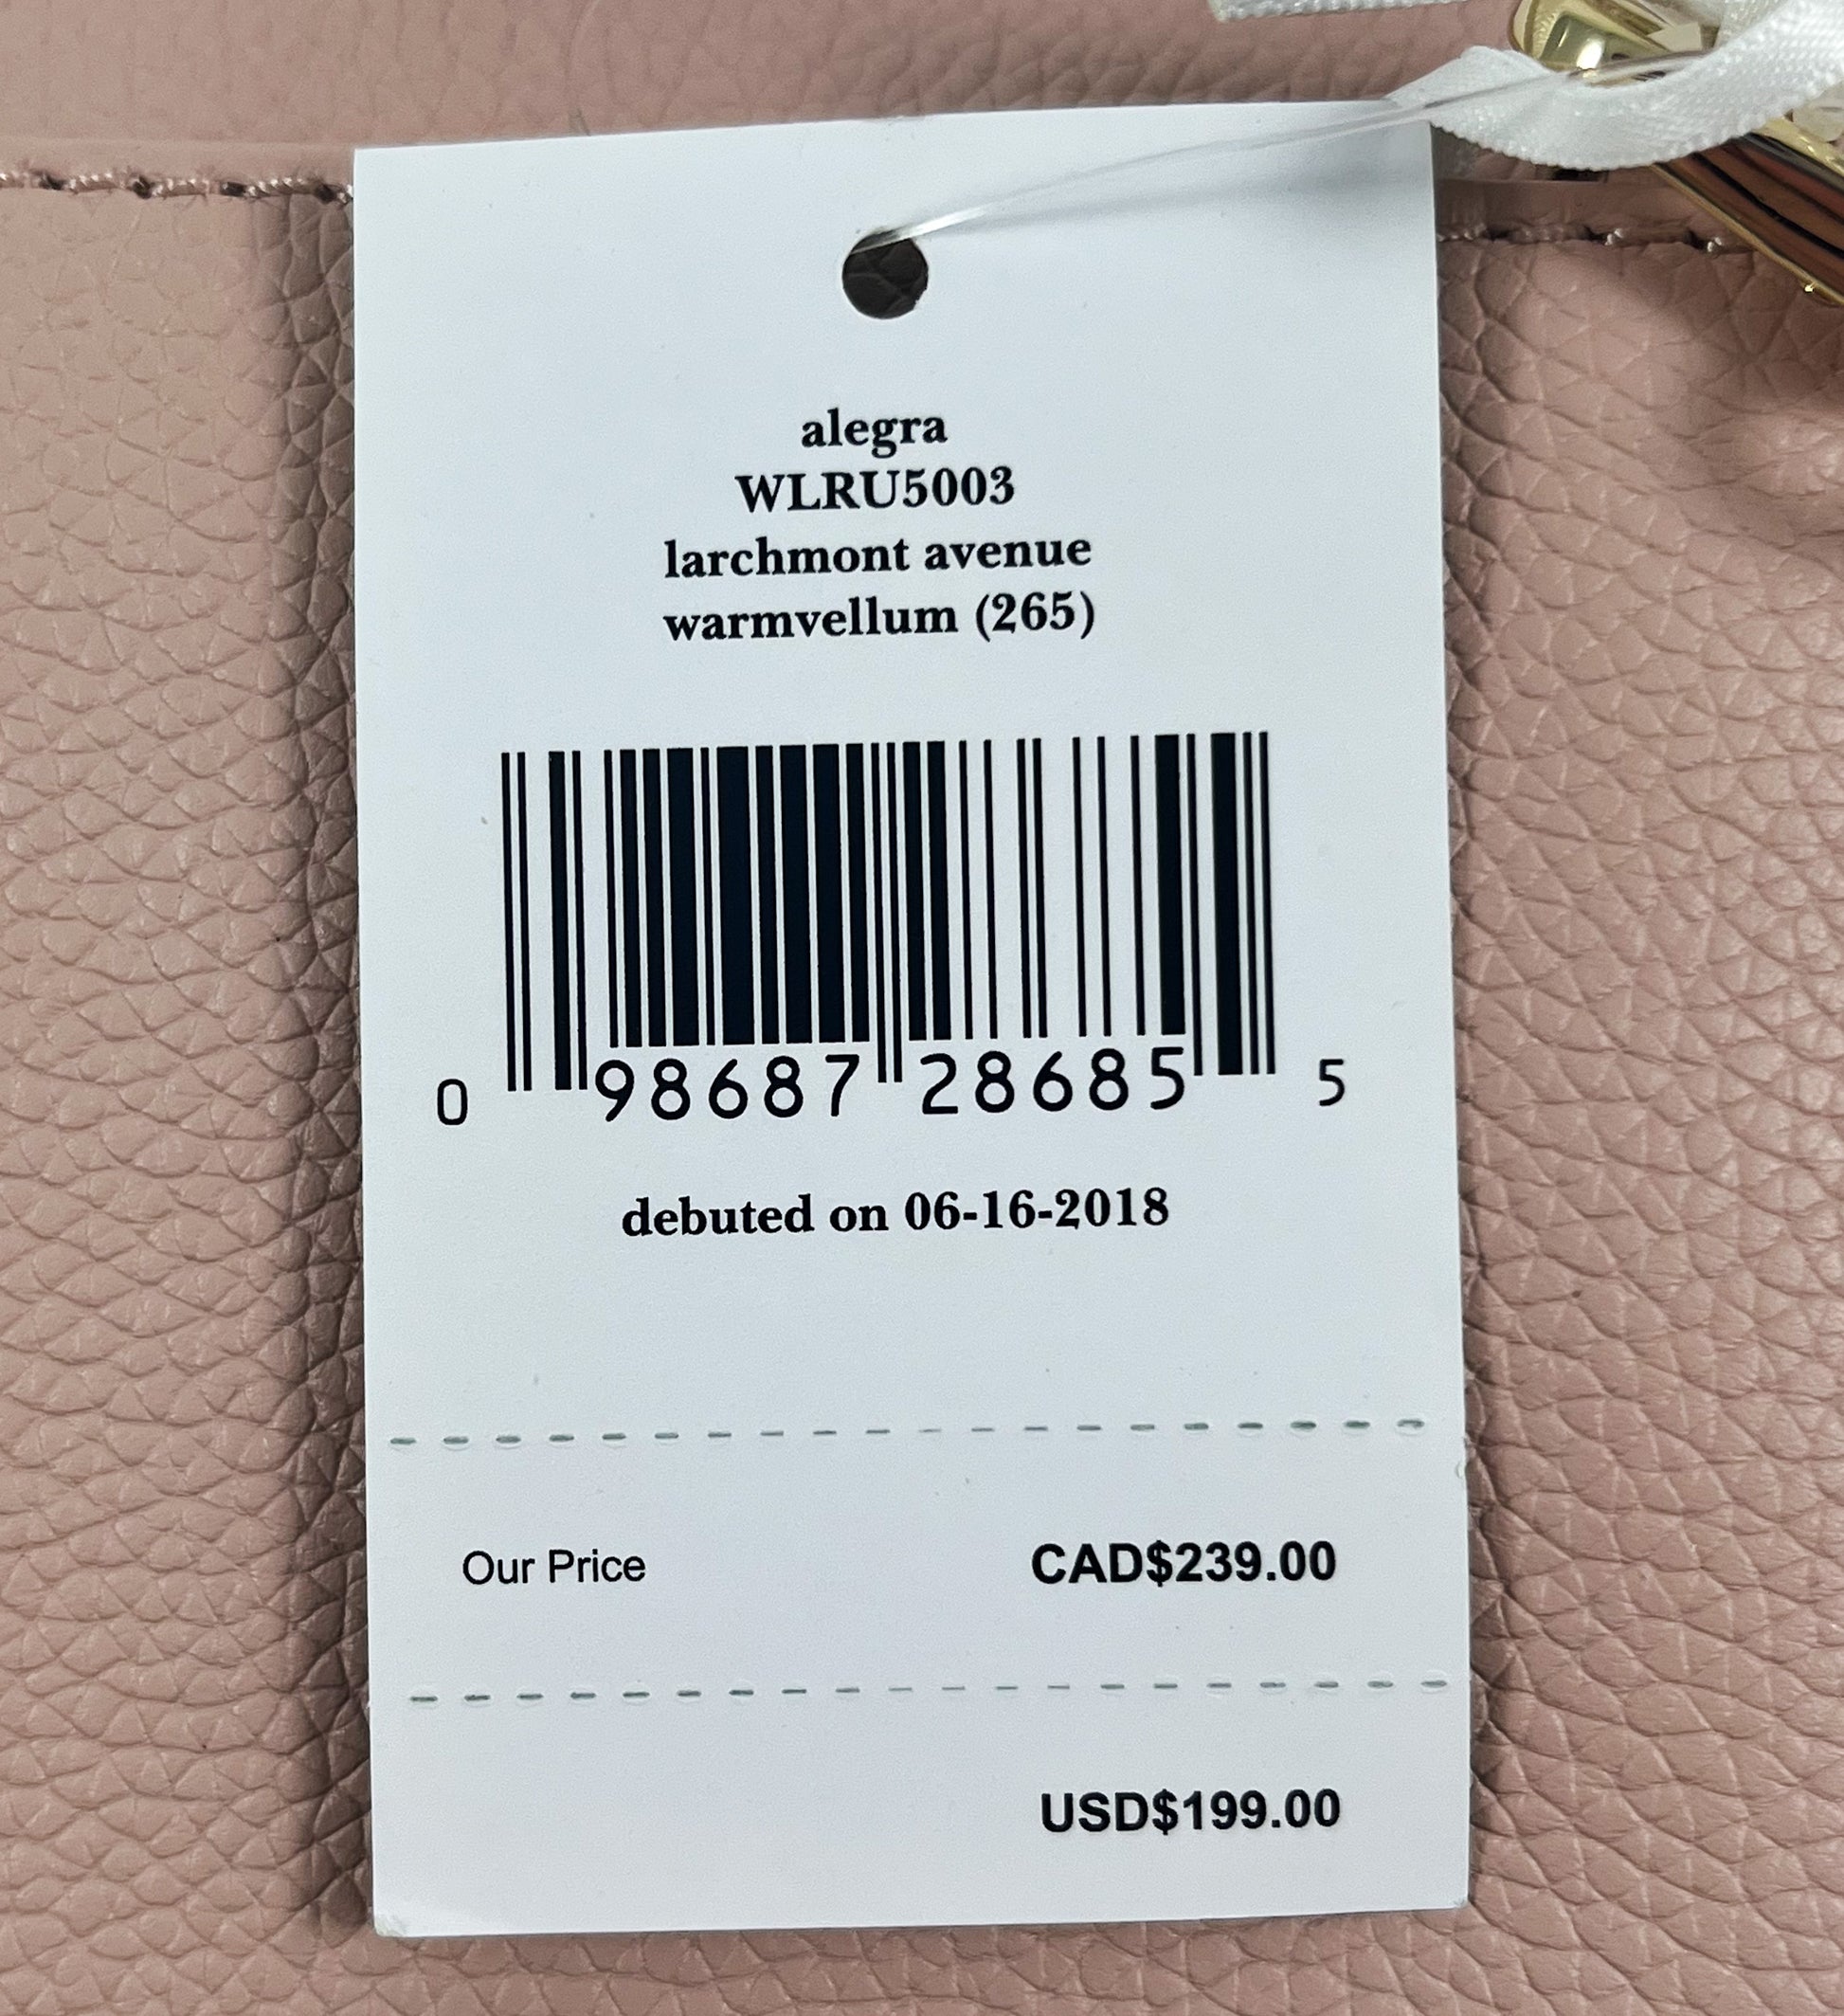 alegra
WLRU5003
larchmont avenue
warmvellum (265)
0 98687 28685 5
debuted on 06-16-2018
Our Price CAD$239.00
USD$199.00